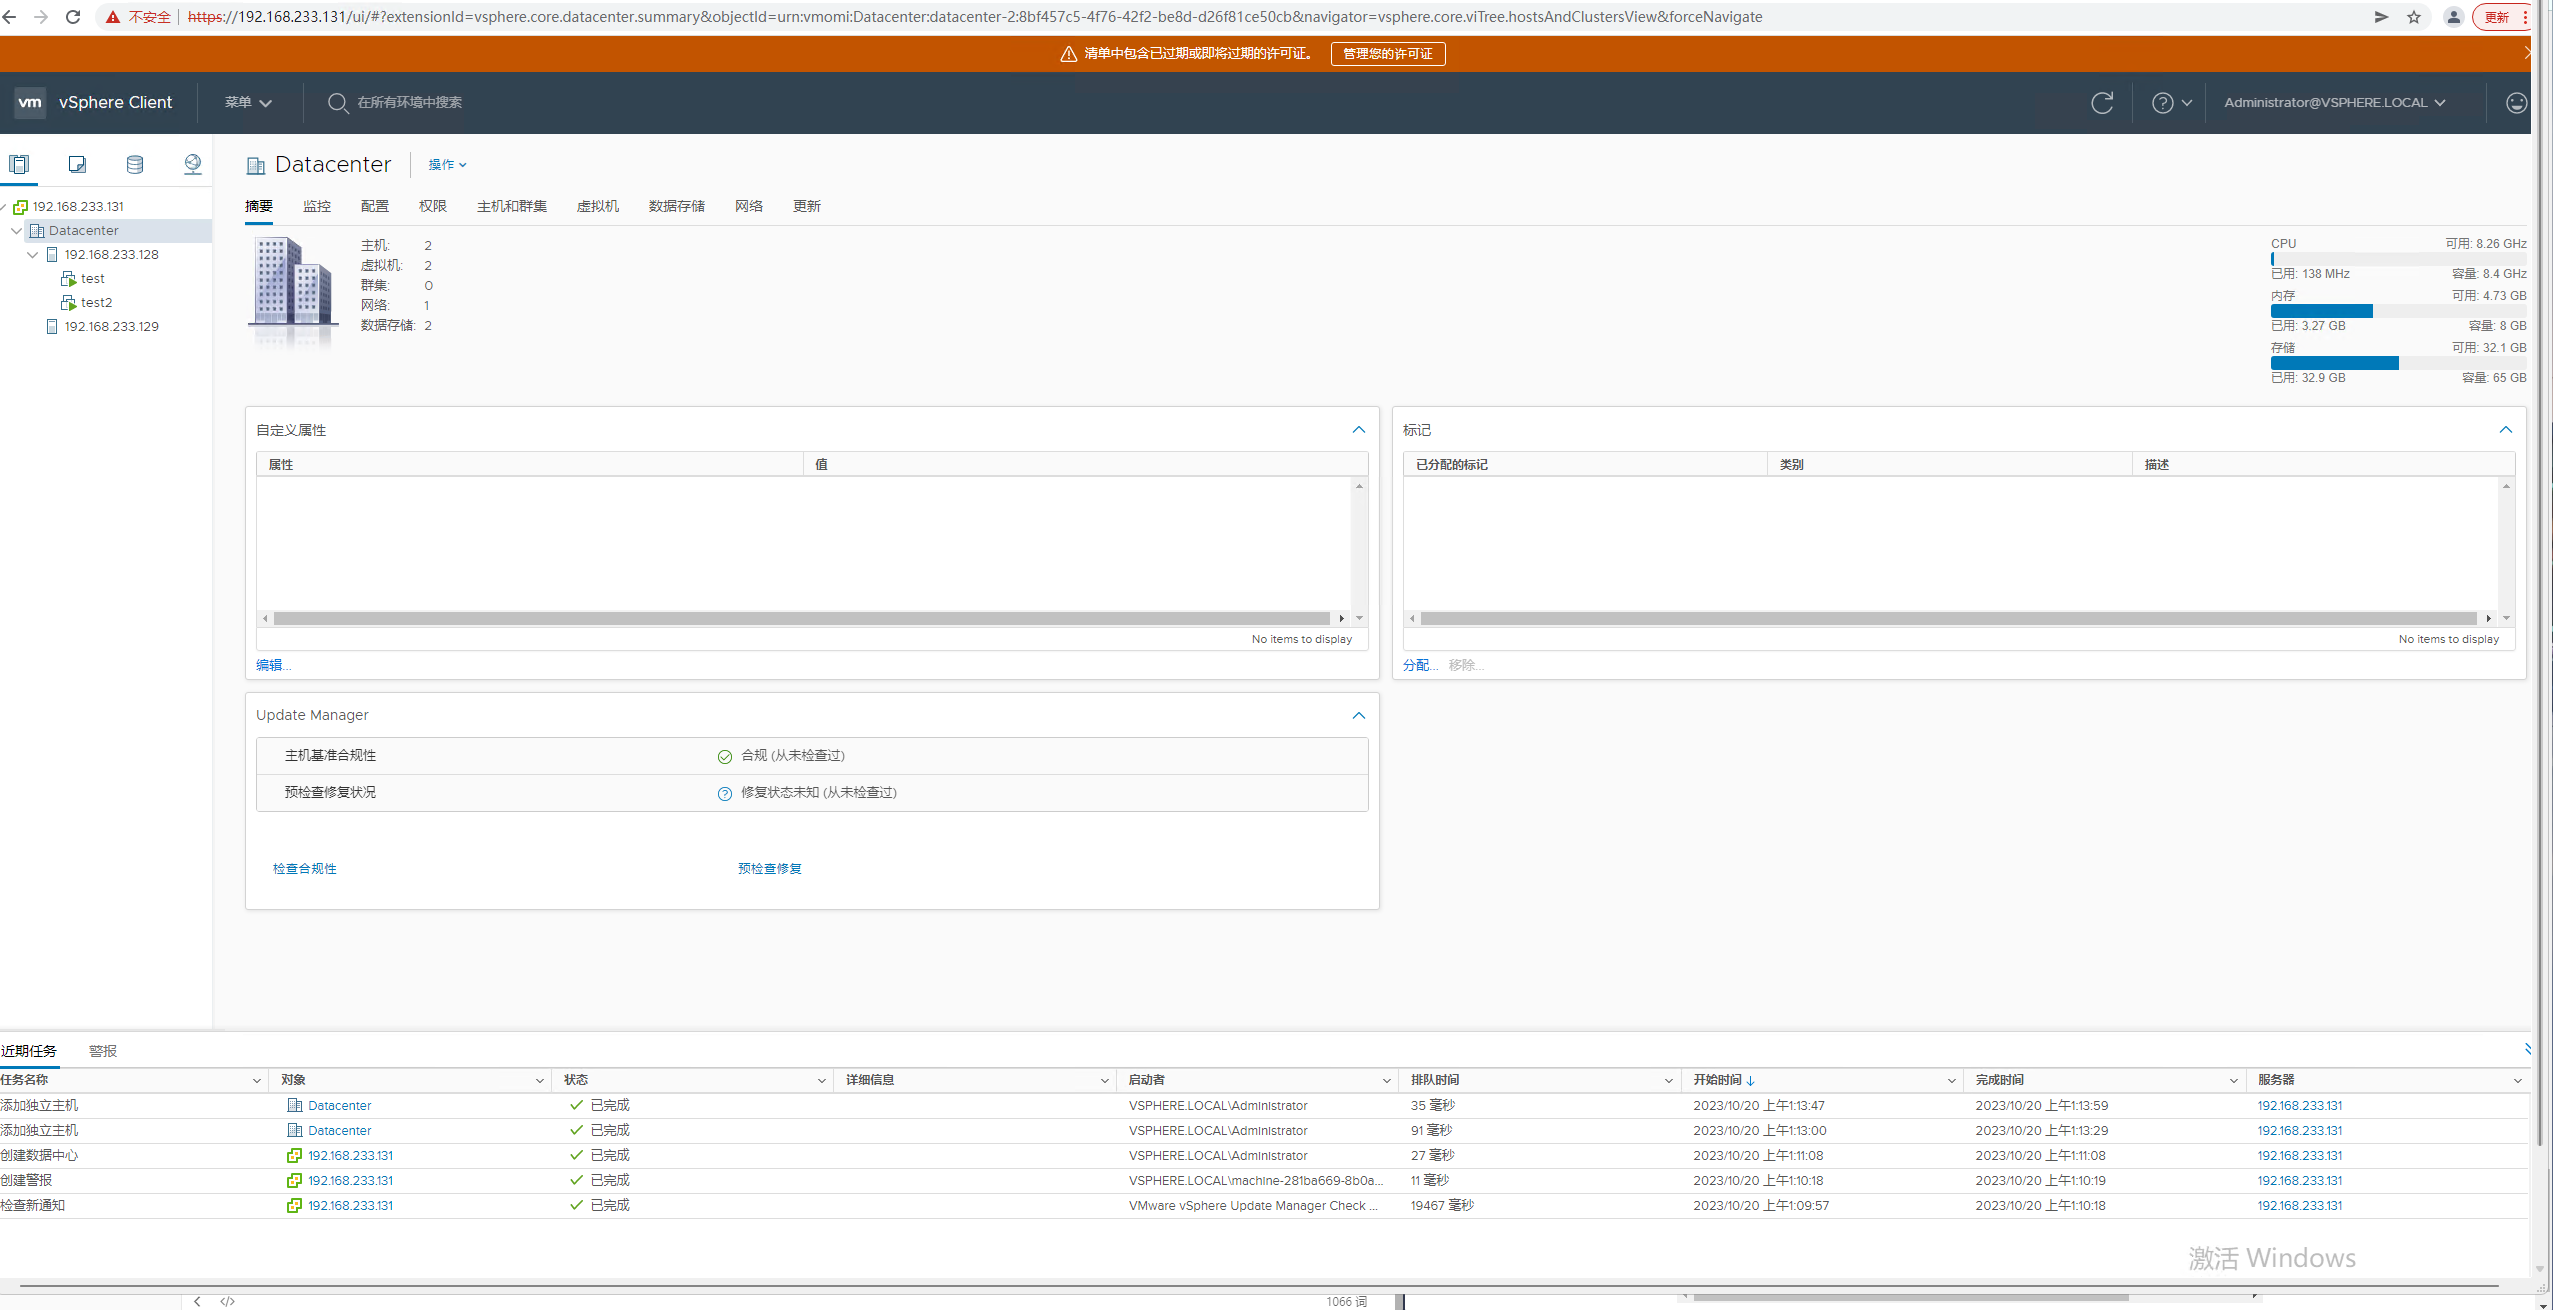 不安全 https://192.168.233.131/ui/#?extensionId=vsphere.core.datacenter.summary&objectId=urn:vmomi:Datacenter:datacenter-2:8bf457c5-4f76-42f2-be8d-d26f81ce50cb&navigator=vsphere.core.viTree.hostsAndClustersView&forceNavigate 更新
清单中包含已过期或即将过期的许可证。 管理您的许可证
vm vSphere Client 菜单 在所有环境中搜索 Administrator@VSPHERE.LOCAL
192.168.233.131
Datacenter
192.168.233.128
test
test2
192.168.233.129
Datacenter 操作
摘要 监控 配置 权限 主机和群集 虚拟机 数据存储 网络 更新
主机: 2
虚拟机: 2
群集: 0
网络: 1
数据存储: 2
CPU 可用: 8.26 GHz
已用: 138 MHz 容量: 8.4 GHz
内存 可用: 4.73 GB
已用: 3.27 GB 容量: 8 GB
存储 可用: 32.1 GB
已用: 32.9 GB 容量: 65 GB
自定义属性
属性 值
No items to display
编辑...
标记
已分配的标记 类别 描述
No items to display
分配... 移除...
Update Manager
主机基准合规性 合规 (从未检查过)
预检查修复状况 修复状态未知 (从未检查过)
检查合规性 预检查修复
近期任务 警报
任务名称 对象 状态 详细信息 启动者 排队时间 开始时间 完成时间 服务器
添加独立主机 Datacenter 已完成 VSPHERE.LOCAL\Administrator 35 毫秒 2023/10/20 上午1:13:47 2023/10/20 上午1:13:59 192.168.233.131
添加独立主机 Datacenter 已完成 VSPHERE.LOCAL\Administrator 91 毫秒 2023/10/20 上午1:13:00 2023/10/20 上午1:13:29 192.168.233.131
创建数据中心 192.168.233.131 已完成 VSPHERE.LOCAL\Administrator 27 毫秒 2023/10/20 上午1:11:08 2023/10/20 上午1:11:08 192.168.233.131
创建警报 192.168.233.131 已完成 VSPHERE.LOCAL\machine-281ba669-8b0a... 11 毫秒 2023/10/20 上午1:10:18 2023/10/20 上午1:10:19 192.168.233.131
检查新通知 192.168.233.131 已完成 VMware vSphere Update Manager Check ... 19467 毫秒 2023/10/20 上午1:09:57 2023/10/20 上午1:10:18 192.168.233.131
激活 Windows
1066 词